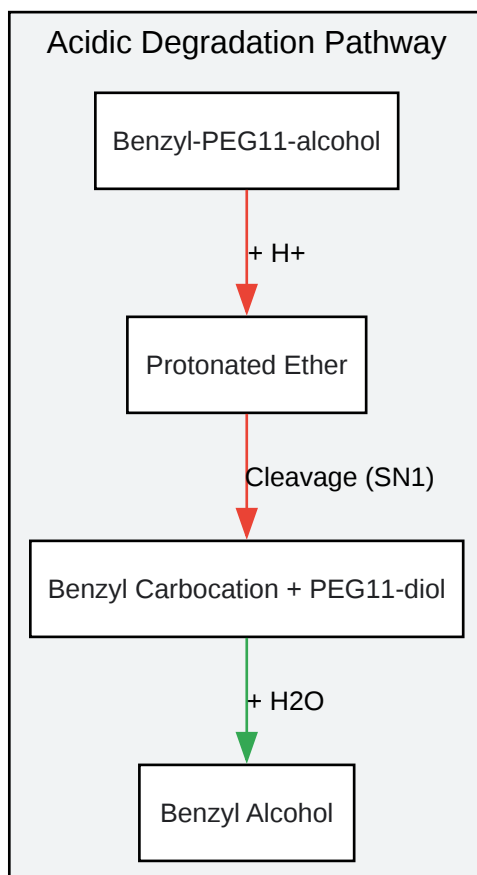 Acidic Degradation Pathway
Benzyl-PEG11-alcohol
+ H+
Protonated Ether
Cleavage (SN1)
Benzyl Carbocation + PEG11-diol
+ H2O
Benzyl Alcohol